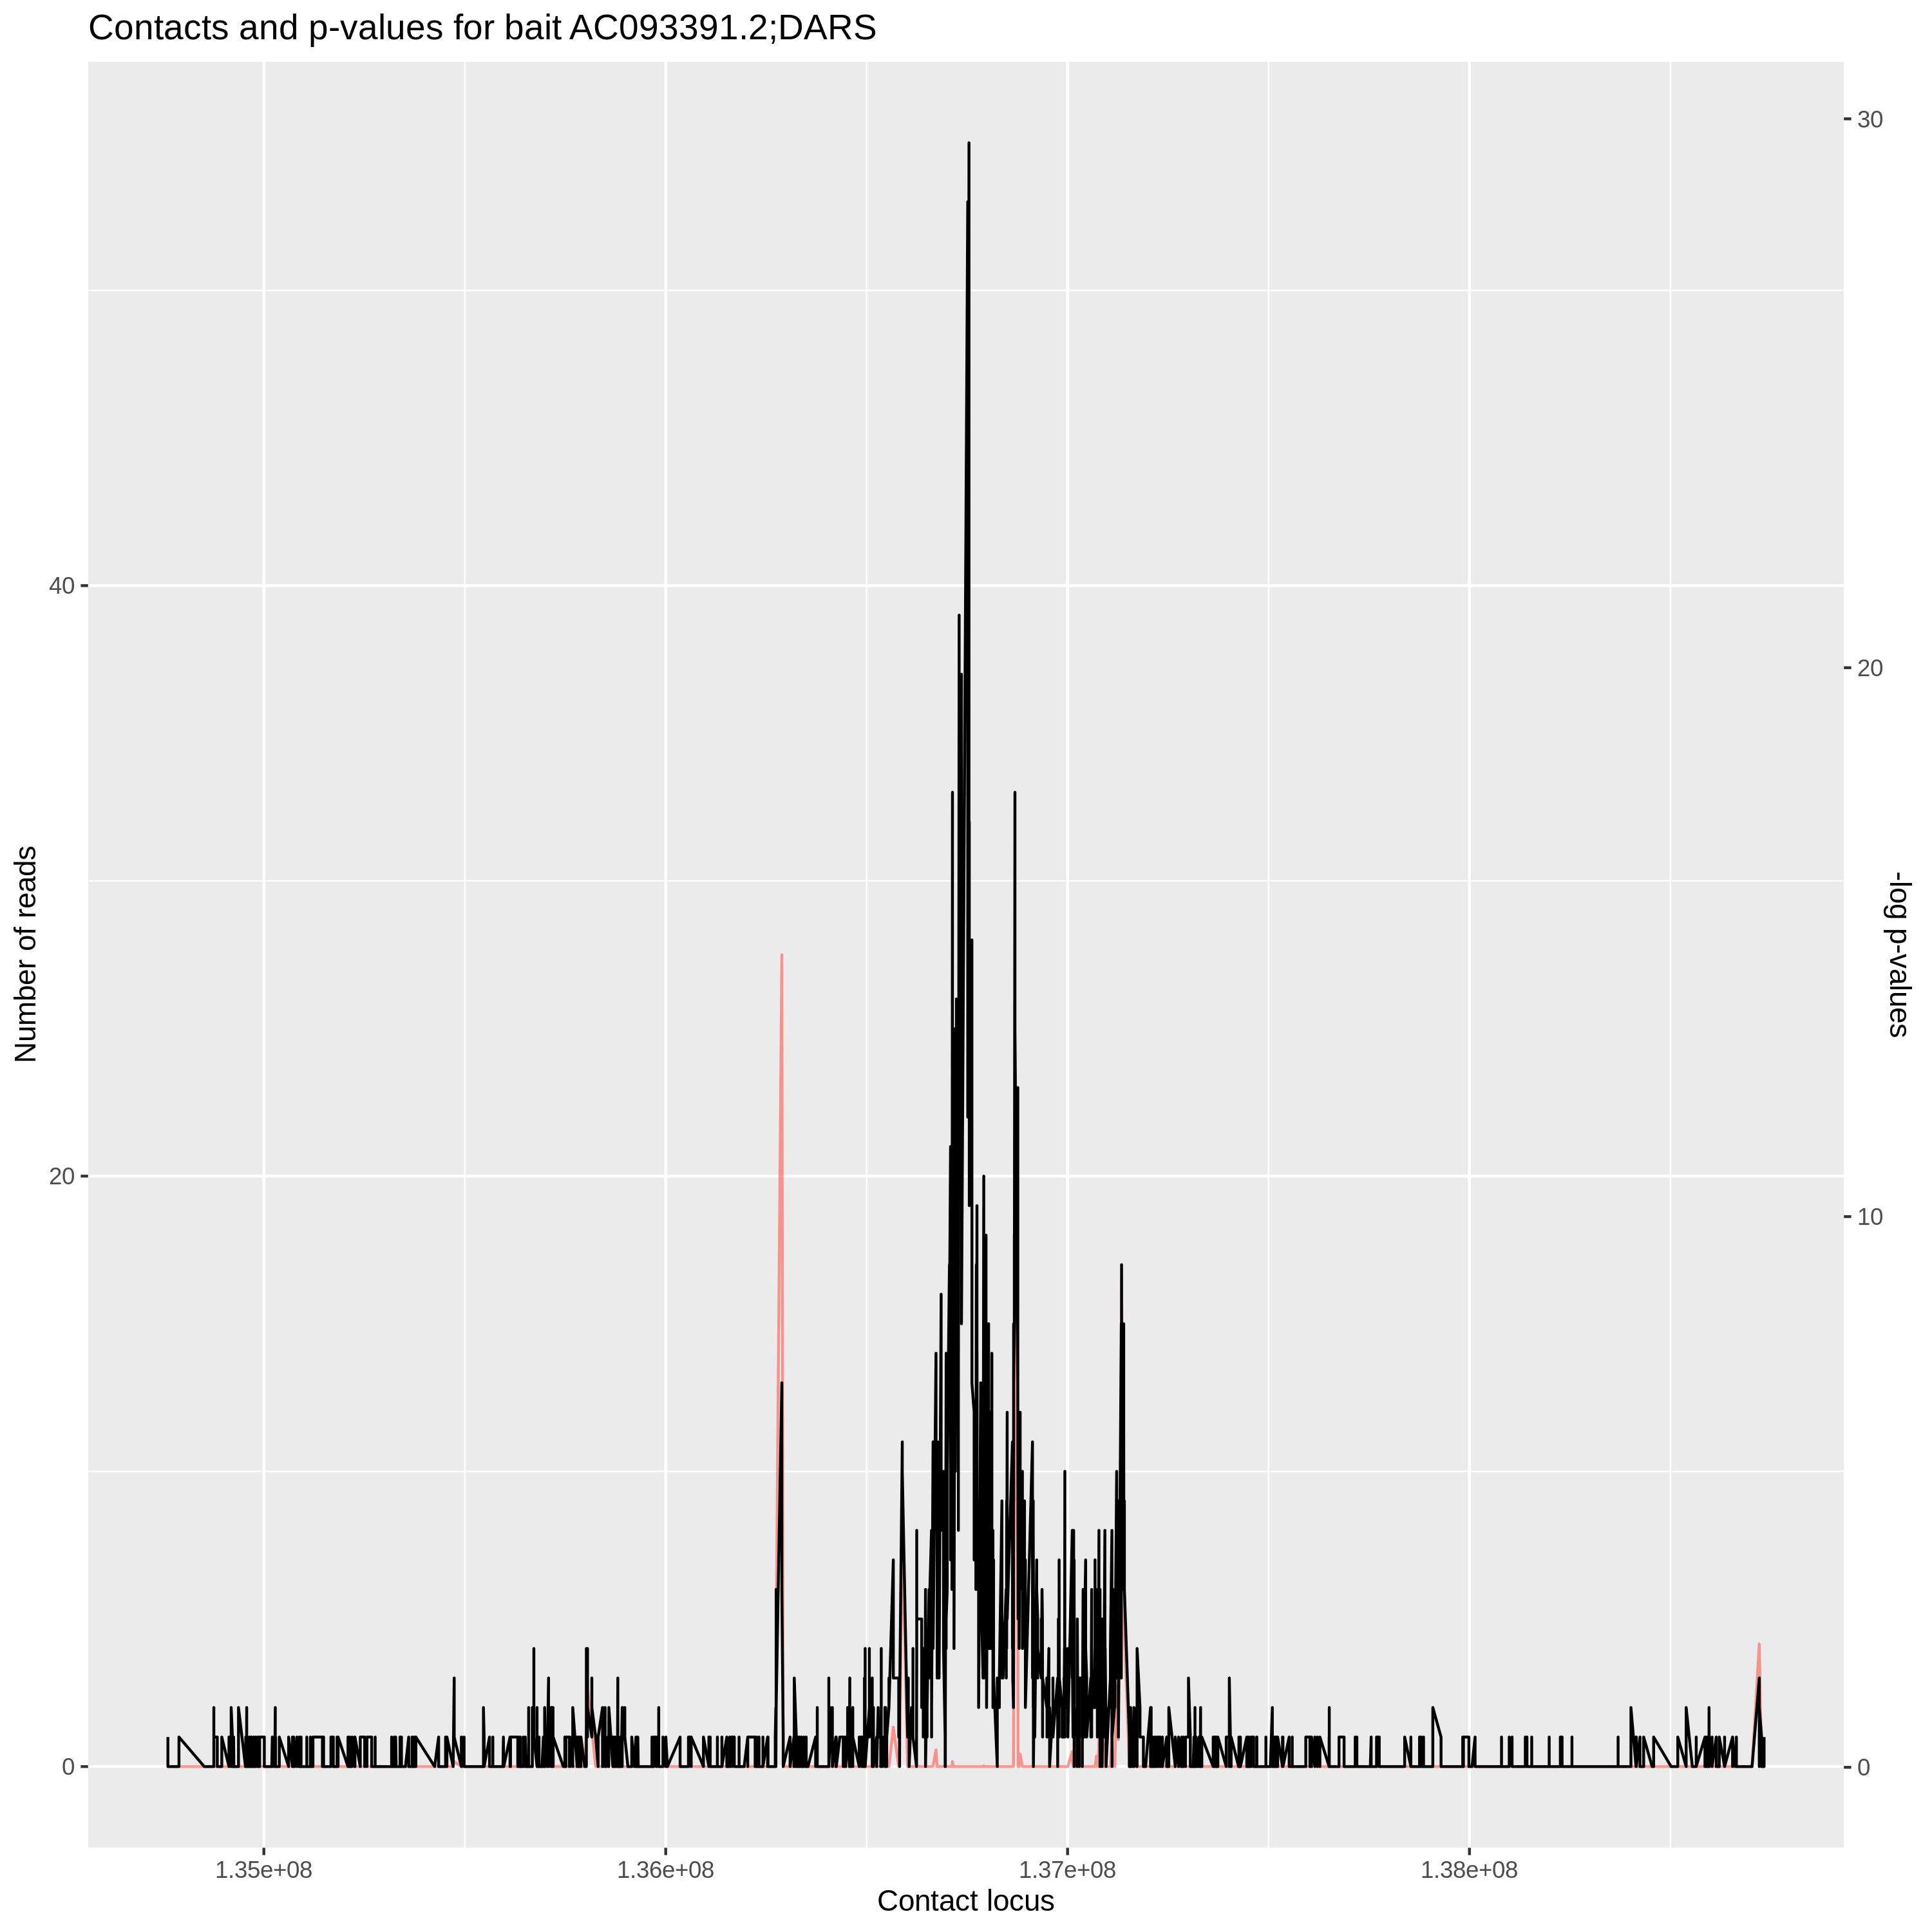 Contacts and p-values for bait AC093391.2;DARS
30
40
20
20
10
0
0
Number of reads
-log p-values
1.35e+08
1.36e+08
1.37e+08
1.38e+08
Contact locus